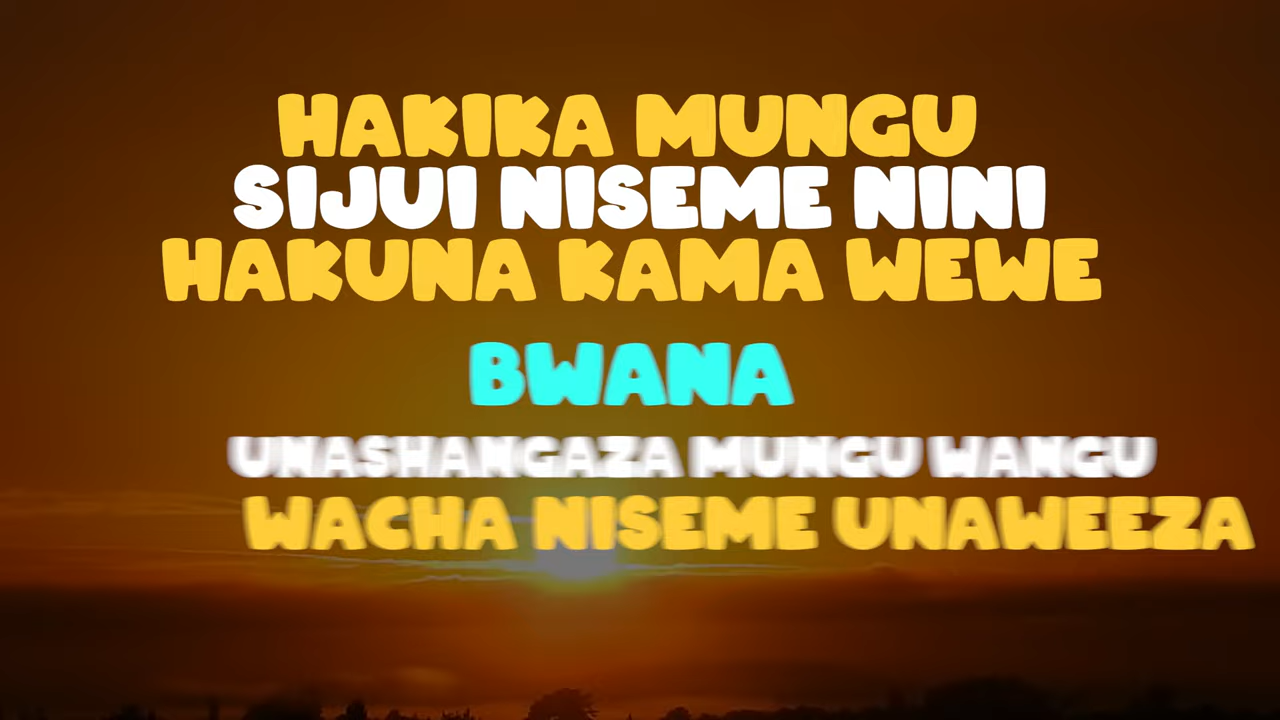 HAKIKA MUNGU
SIJUI NISEME NINI
HAKUNA KAMA WEWE
BWANA
UNASHANGAZA MUNGU WANGU
WACHA NISEME UNAWEEZA